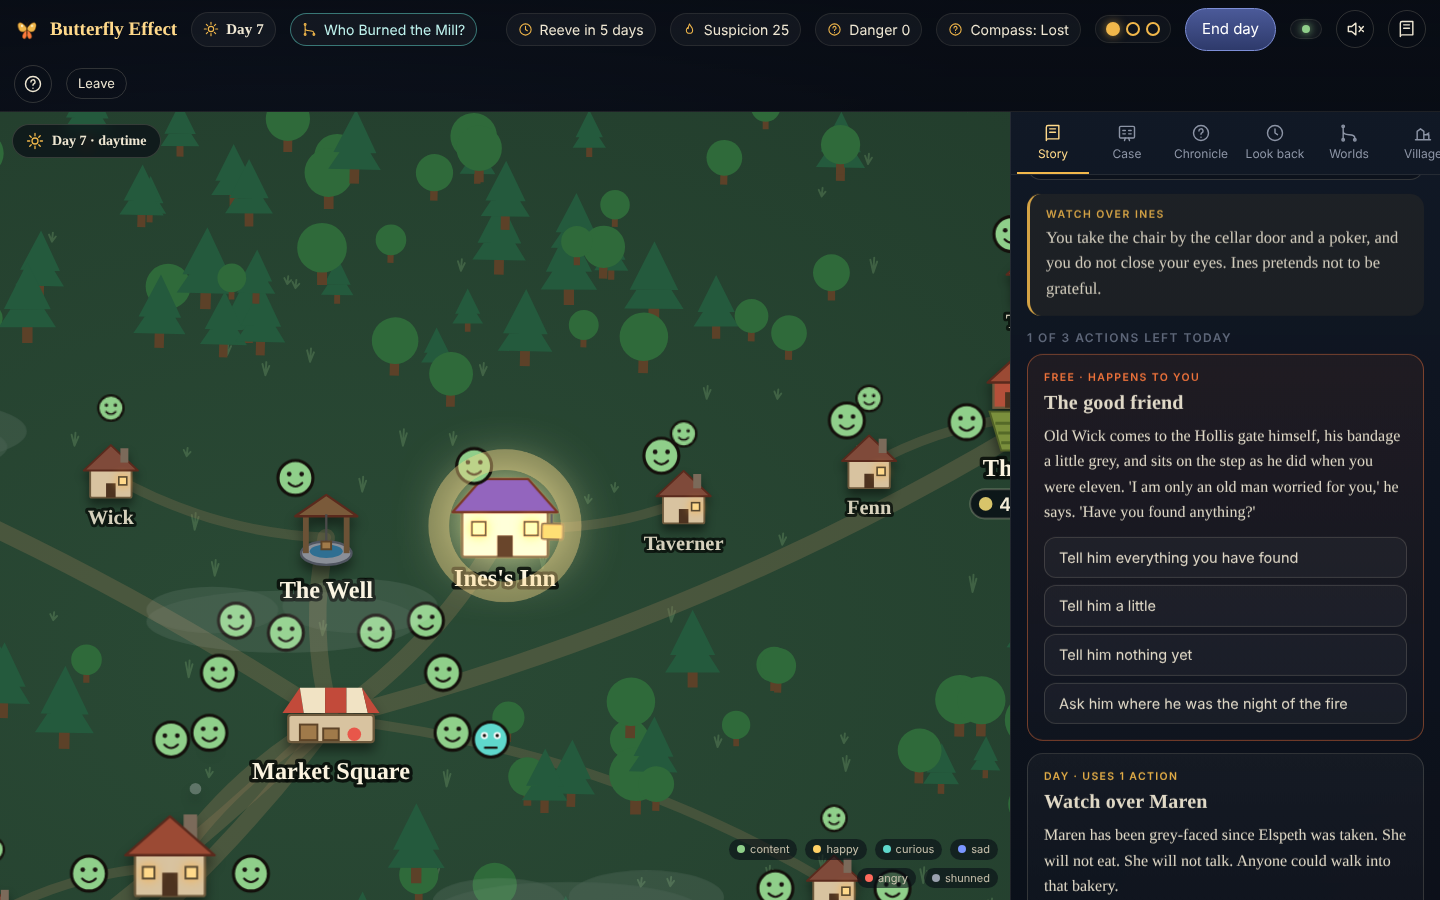 Butterfly Effect
Day 7
Who Burned the Mill?
Reeve in 5 days
Suspicion 25
Danger 0
Compass: Lost
End day
Leave
Day 7 · daytime
Story
Case
Chronicle
Look back
Worlds
Village
WATCH OVER INES
You take the chair by the cellar door and a poker, and
you do not close your eyes. Ines pretends not to be
grateful.
1 OF 3 ACTIONS LEFT TODAY
FREE · HAPPENS TO YOU
The good friend
Old Wick comes to the Hollis gate himself, his bandage
a little grey, and sits on the step as he did when you
were eleven. 'I am only an old man worried for you,' he
says. 'Have you found anything?'
Tell him everything you have found
Tell him a little
Tell him nothing yet
Ask him where he was the night of the fire
DAY · USES 1 ACTION
Watch over Maren
Maren has been grey-faced since Elspeth was taken. She
will not eat. She will not talk. Anyone could walk into
that bakery.
Wick
The Well
Ines's Inn
Taverner
Fenn
Th
4
Market Square
content
happy
curious
sad
angry
shunned